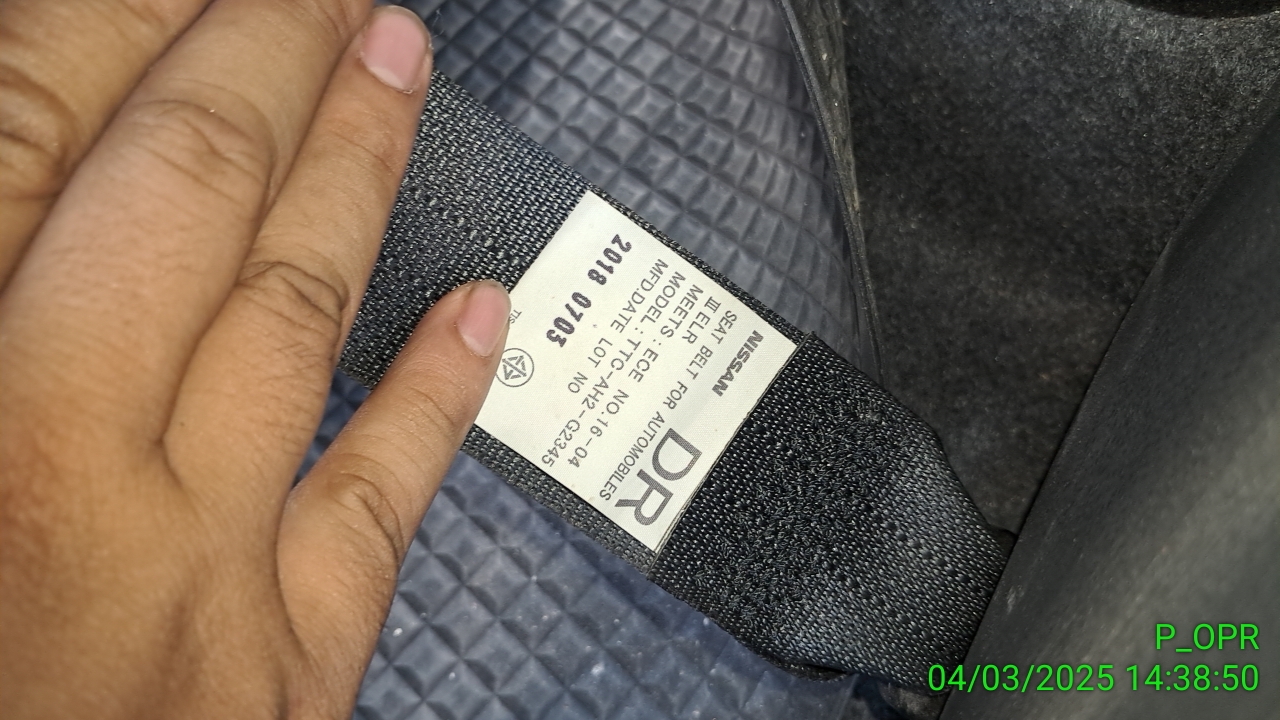 NISSAN DR
SEAT BELT FOR AUTOMOBILES
III ELR
MEETS : ECE NO.16-04
MODEL : TTC-AH2-G2345
MFD.DATE LOT NO
2018 0703
TIS
P_OPR
04/03/2025 14:38:50